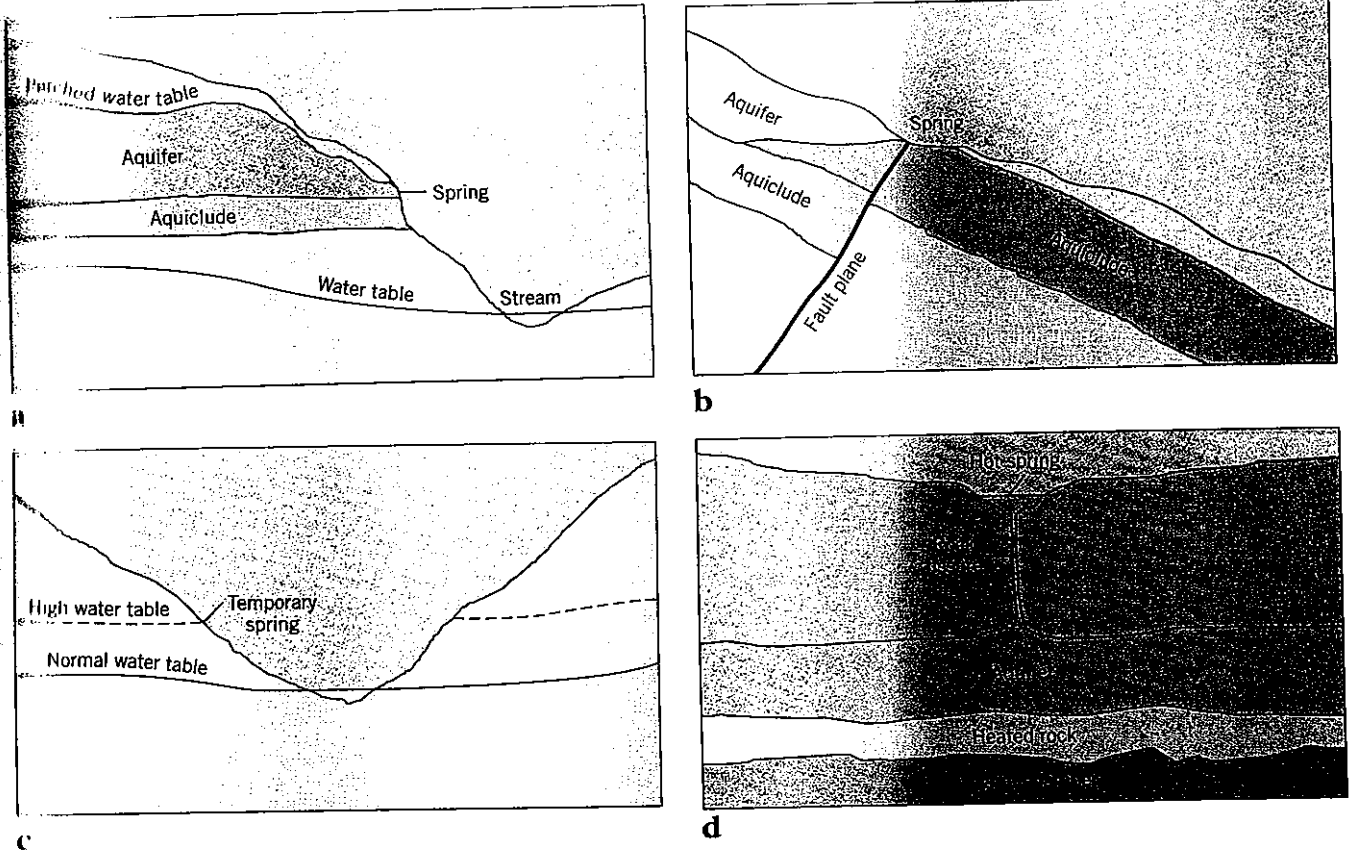 Perched water table
Aquifer
Spring
Aquiclude
Water table
Stream
a
Aquifer
Spring
Aquiclude
Aquiclude
Fault plane
b
High water table
Temporary
spring
Normal water table
c
Hot spring
Heated rock
d